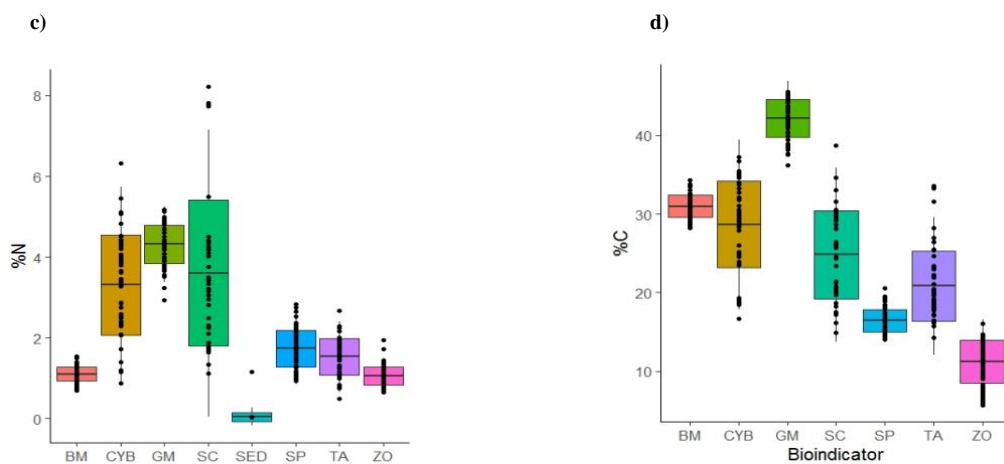 c)
d)
8
6
4
2
0
%N
BM CYB GM SC SED SP TA ZO
40
30
20
10
%C
BM CYB GM SC SP TA ZO
Bioindicator